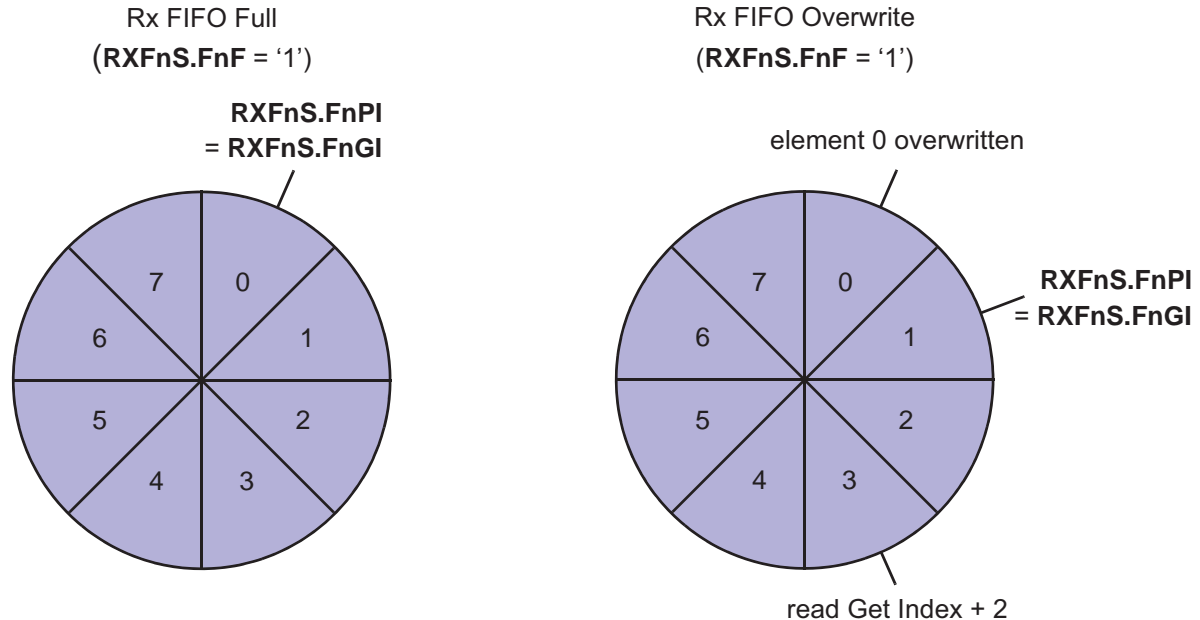 Rx FIFO Full
(RXFnS.FnF = ‘1’)
RXFnS.FnPI
= RXFnS.FnGI
7
0
6
1
5
2
4
3
Rx FIFO Overwrite
(RXFnS.FnF = ‘1’)
element 0 overwritten
RXFnS.FnPI
= RXFnS.FnGI
7
0
6
1
5
2
4
3
read Get Index + 2